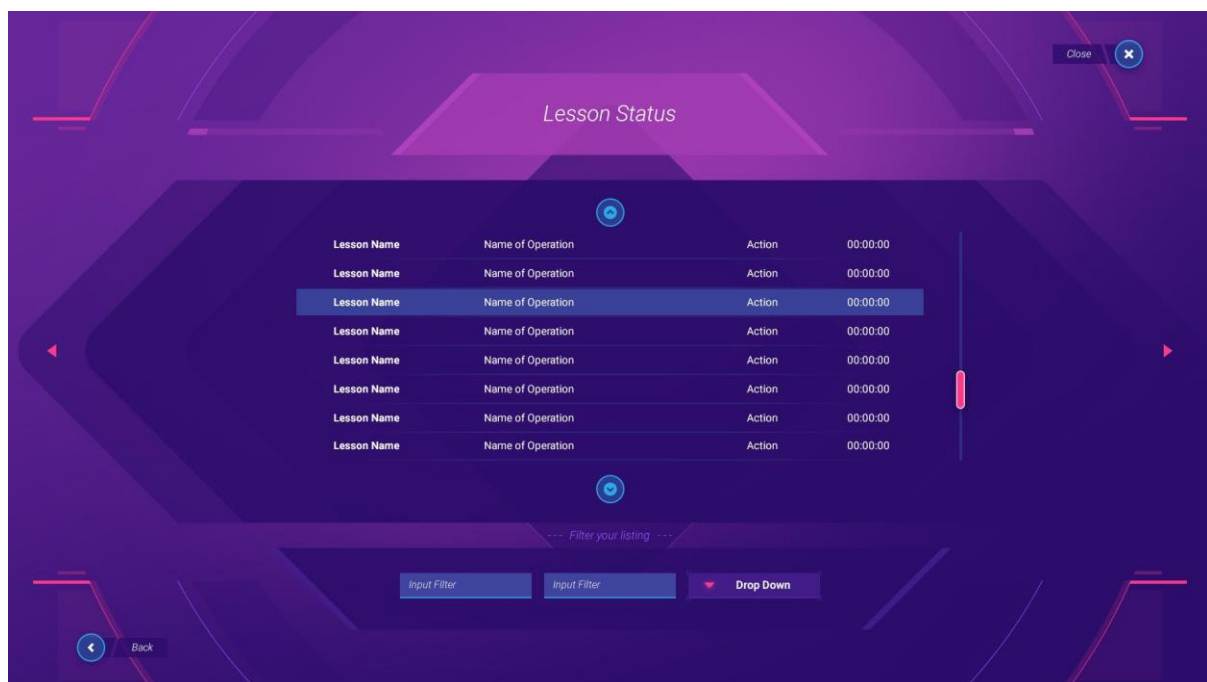 Close
Lesson Status
Lesson Name Name of Operation Action 00:00:00
Lesson Name Name of Operation Action 00:00:00
Lesson Name Name of Operation Action 00:00:00
Lesson Name Name of Operation Action 00:00:00
Lesson Name Name of Operation Action 00:00:00
Lesson Name Name of Operation Action 00:00:00
Lesson Name Name of Operation Action 00:00:00
Lesson Name Name of Operation Action 00:00:00
--- Filter your listing ---
Input Filter Input Filter Drop Down
Back